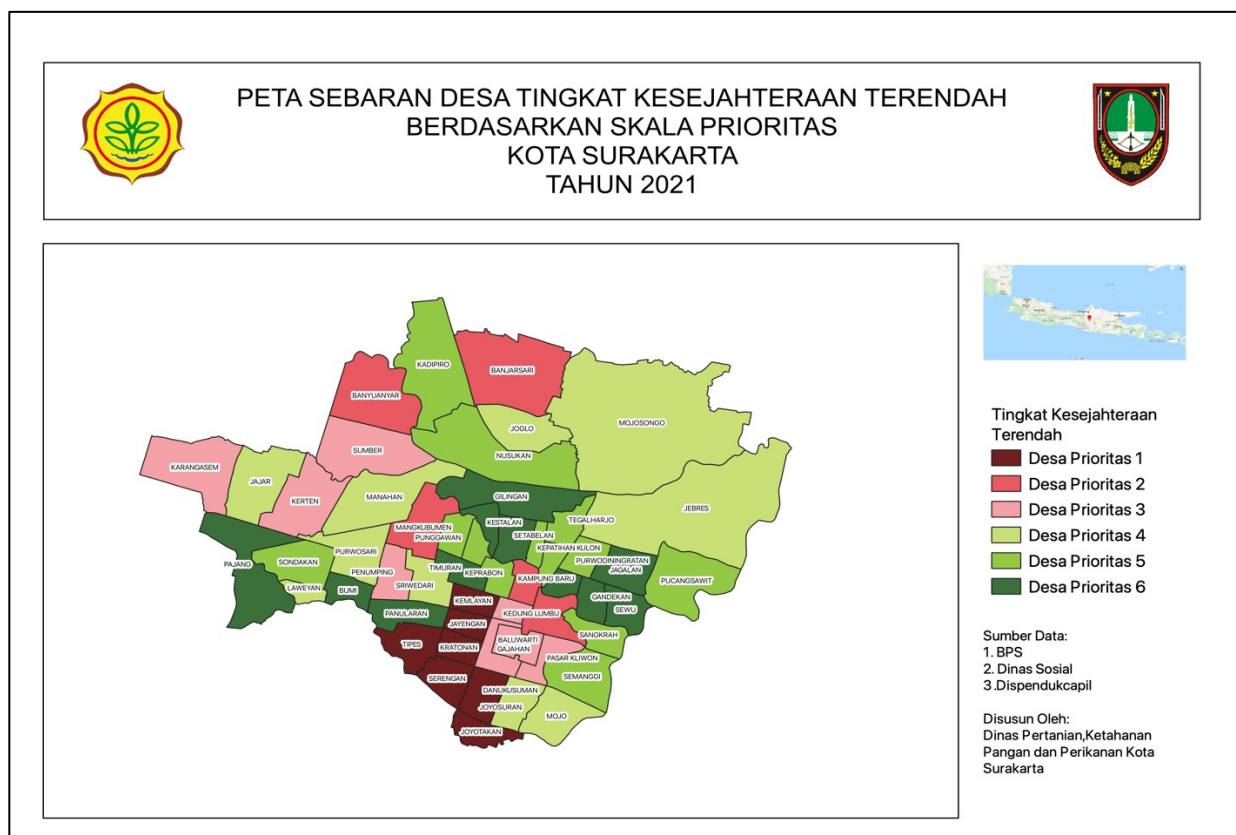 PETA SEBARAN DESA TINGKAT KESEJAHTERAAN TERENDAH
BERDASARKAN SKALA PRIORITAS
KOTA SURAKARTA
TAHUN 2021
KADIPIRO
BANJARSARI
BANYUANYAR
MOJOSONGO
JOGLO
SUMBER
NUSUKAN
KARANGASEM
JAJAR
KERTEN
MANAHAN
GILINGAN
JEBRES
KESTALAN
TEGALHARJO
MANGKUBUMEN
PUNGGAWAN
SETABELAN
KEPATIHAN KULON
PURWOSARI
SONDAKAN
PURWODININGRATAN
PAJANG
PENUMPING
TIMURAN
JAGALAN
KEPRABON
KAMPUNG BARU
PUCANGSAWIT
SRIWEDARI
LAWEYAN
BUMI
GANDEKAN
SEWU
KEMLAYAN
PANULARAN
KEDUNG LUMBU
JAYENGAN
SANGKRAH
TIPES
KRATONAN
BALUWARTI
GAJAHAN
PASAR KLIWON
SERENGAN
SEMANGGI
DANUKUSUMAN
JOYOSURAN
MOJO
JOYOTAKAN
Tingkat Kesejahteraan
Terendah
Desa Prioritas 1
Desa Prioritas 2
Desa Prioritas 3
Desa Prioritas 4
Desa Prioritas 5
Desa Prioritas 6
Sumber Data:
1. BPS
2. Dinas Sosial
3.Dispendukcapil
Disusun Oleh:
Dinas Pertanian,Ketahanan
Pangan dan Perikanan Kota
Surakarta